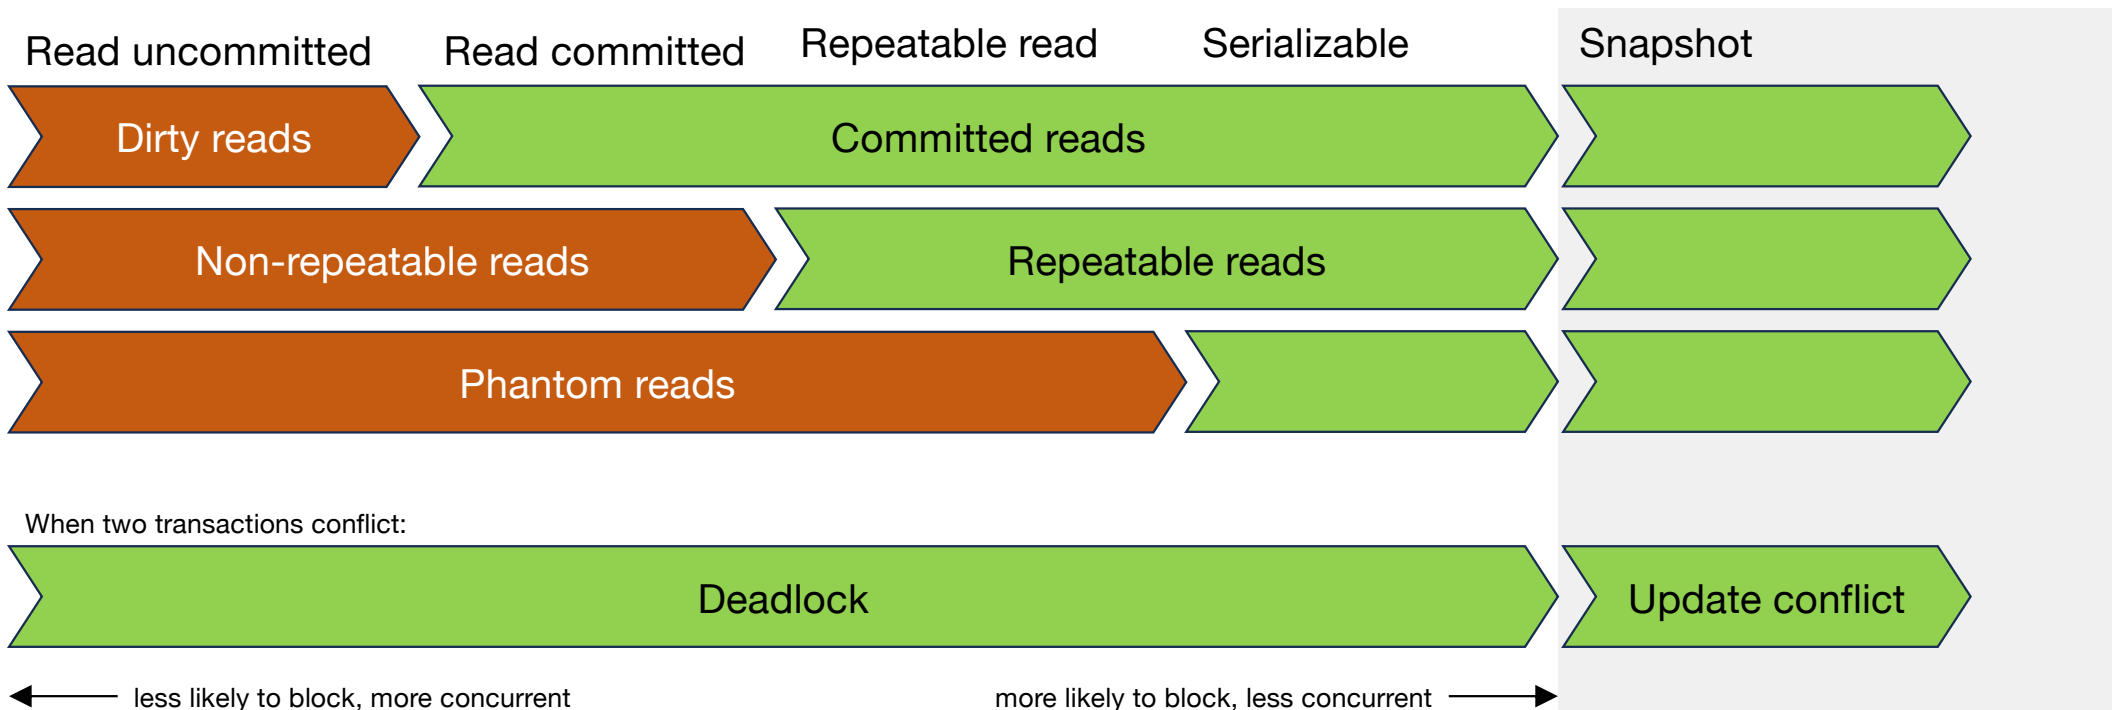 Read uncommitted
Read committed
Repeatable read
Serializable
Snapshot
Dirty reads
Committed reads
Non-repeatable reads
Repeatable reads
Phantom reads
When two transactions conflict:
Deadlock
Update conflict
less likely to block, more concurrent
more likely to block, less concurrent